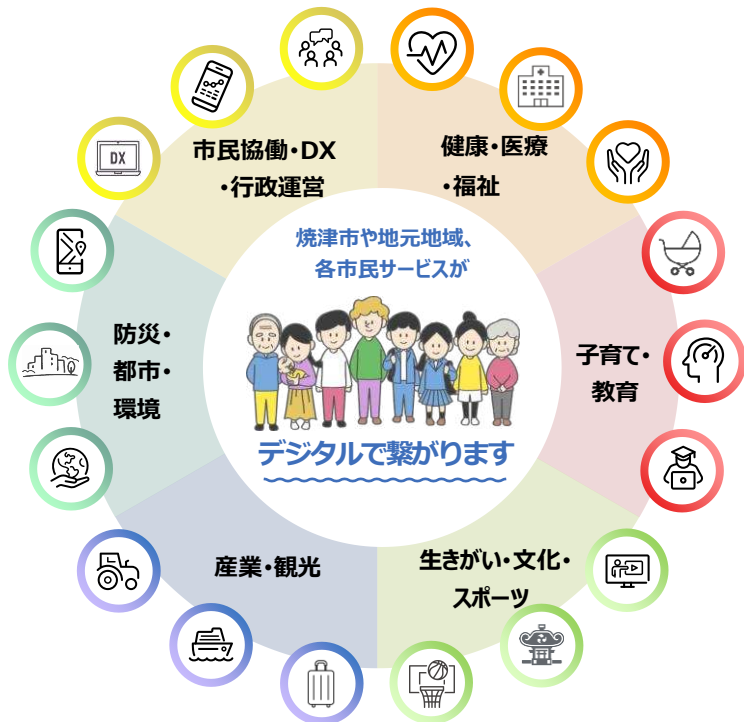 市民協働・DX
・行政運営
健康・医療
・福祉
DX
焼津市や地元地域、
各市民サービスが
防災・
都市・
環境
子育て・
教育
デジタルで繋がります
産業・観光
生きがい・文化・
スポーツ